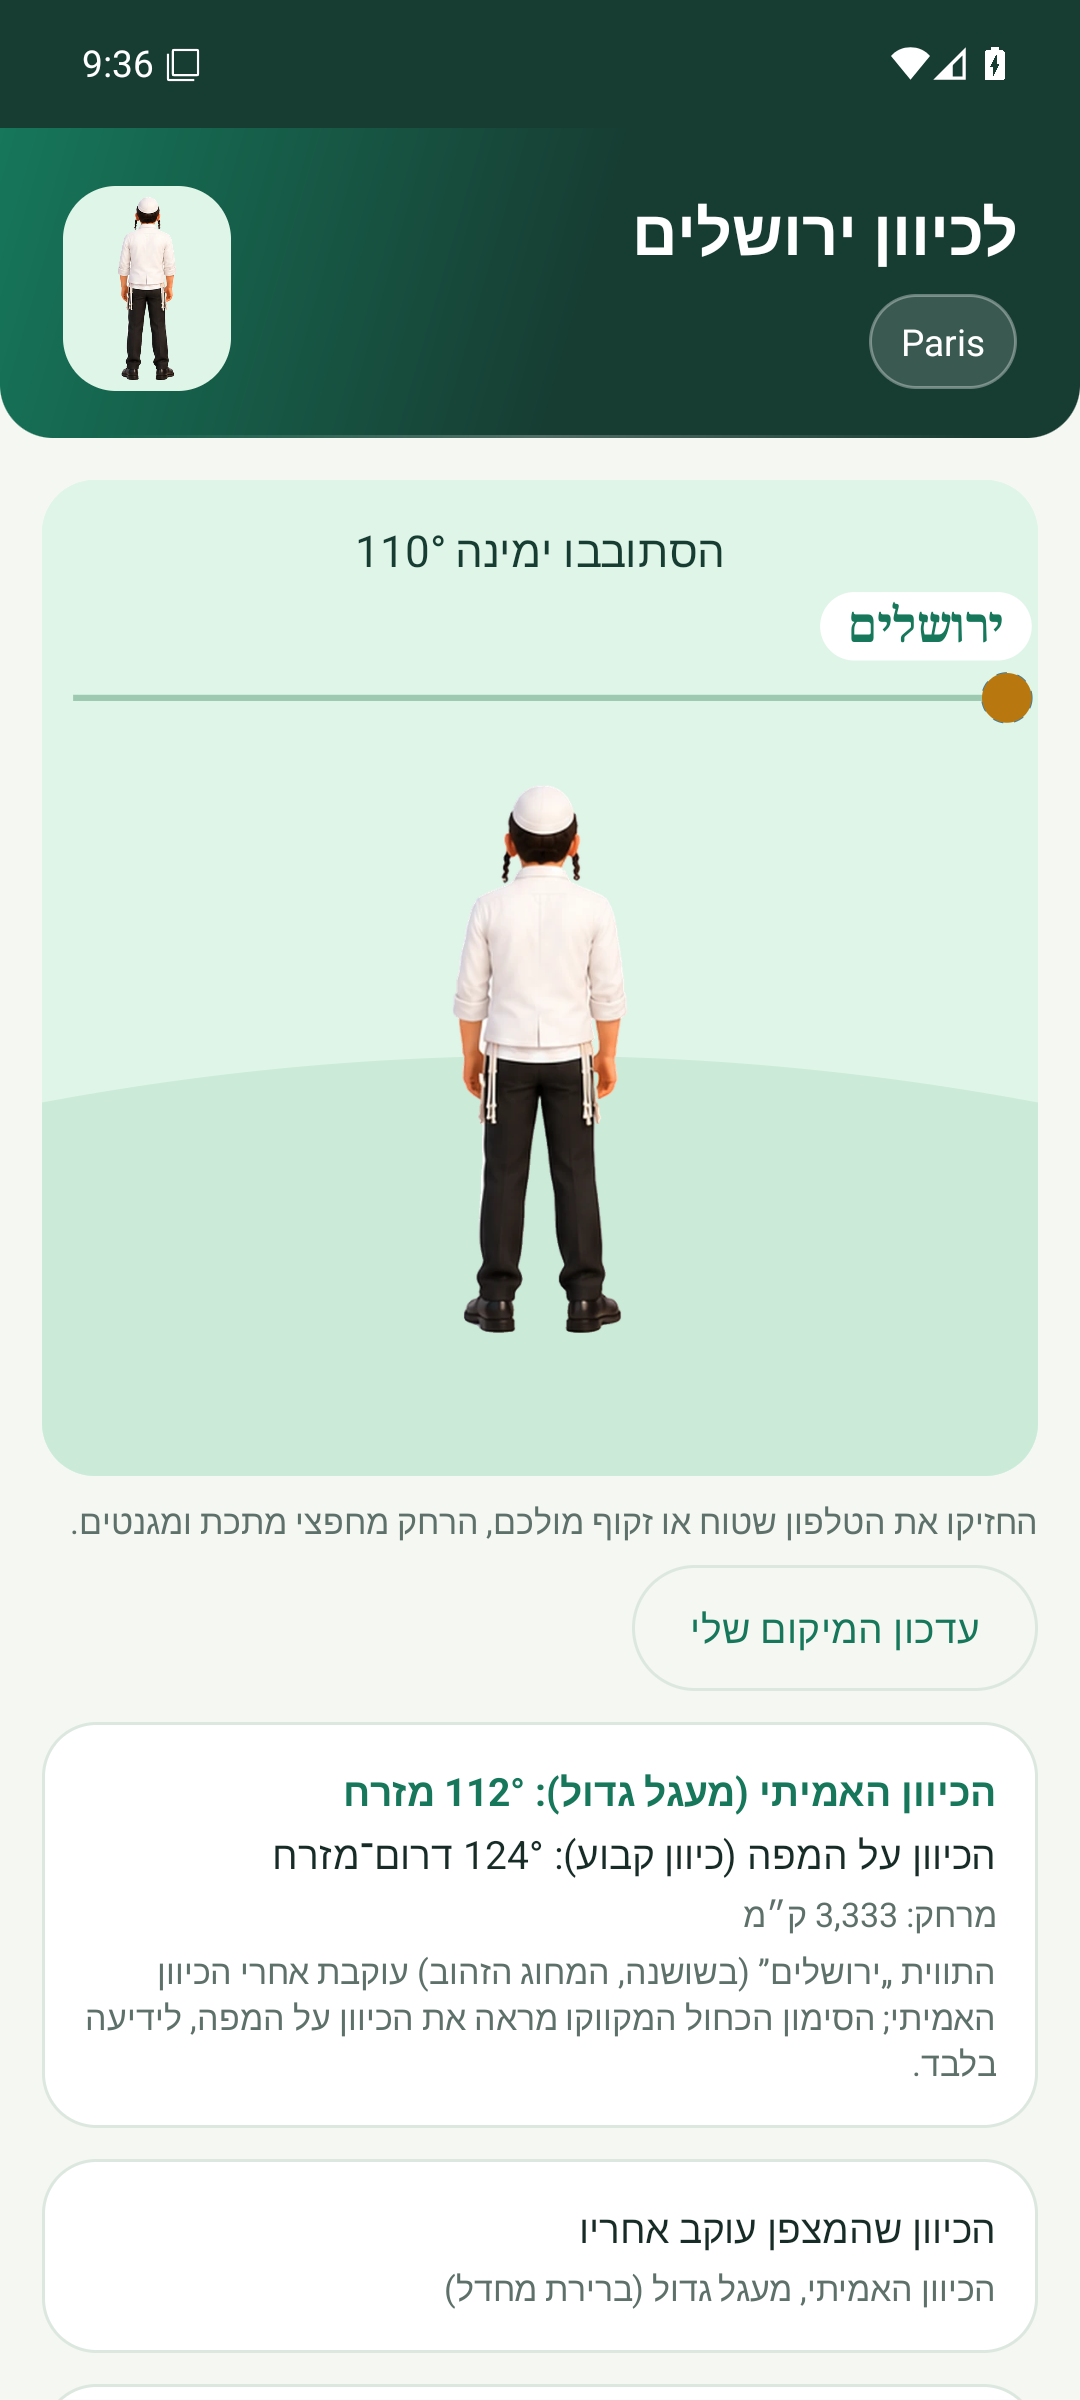 9:36
לכיוון ירושלים
Paris
הסתובבו ימינה 110°
ירושלים
החזיקו את הטלפון שטוח או זקוף מולכם, הרחק מחפצי מתכת ומגנטים.
עדכון המיקום שלי
הכיוון האמיתי (מעגל גדול): 112° מזרח
הכיוון על המפה (כיוון קבוע): 124° דרום־מזרח
מרחק: 3,333 ק״מ
התווית „ירושלים” (בשושנה, המחוג הזהוב) עוקבת אחרי הכיוון
האמיתי; הסימון הכחול המקווקו מראה את הכיוון על המפה, לידיעה
בלבד.
הכיוון שהמצפן עוקב אחריו
הכיוון האמיתי, מעגל גדול (ברירת מחדל)